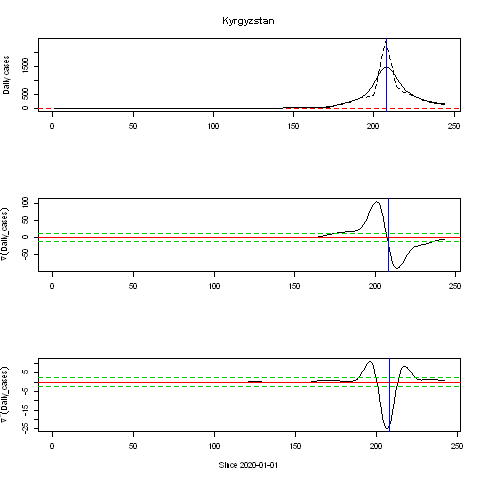 Kyrgyzstan
Daily cases
0 500 1500
0 50 100 150 200 250
∇(Daily_cases)
-50 0 50 100
0 50 100 150 200 250
∇²(Daily_cases)
-25 -15 -5 5
0 50 100 150 200 250
Since 2020-01-01